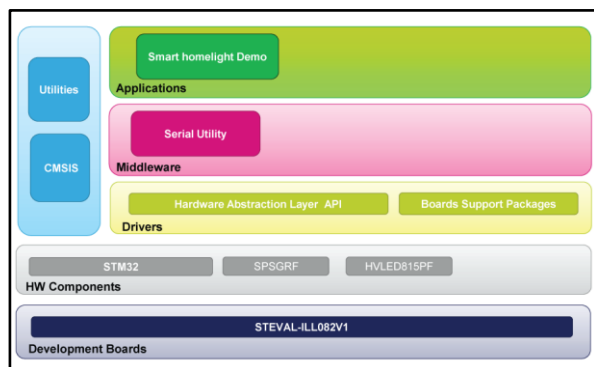 Smart homelight Demo
Utilities
Applications
Serial Utility
CMSIS
Middleware
Hardware Abstraction Layer API
Boards Support Packages
Drivers
STM32
SPSGRF
HVLED815PF
HW Components
STEVAL-ILL082V1
Development Boards